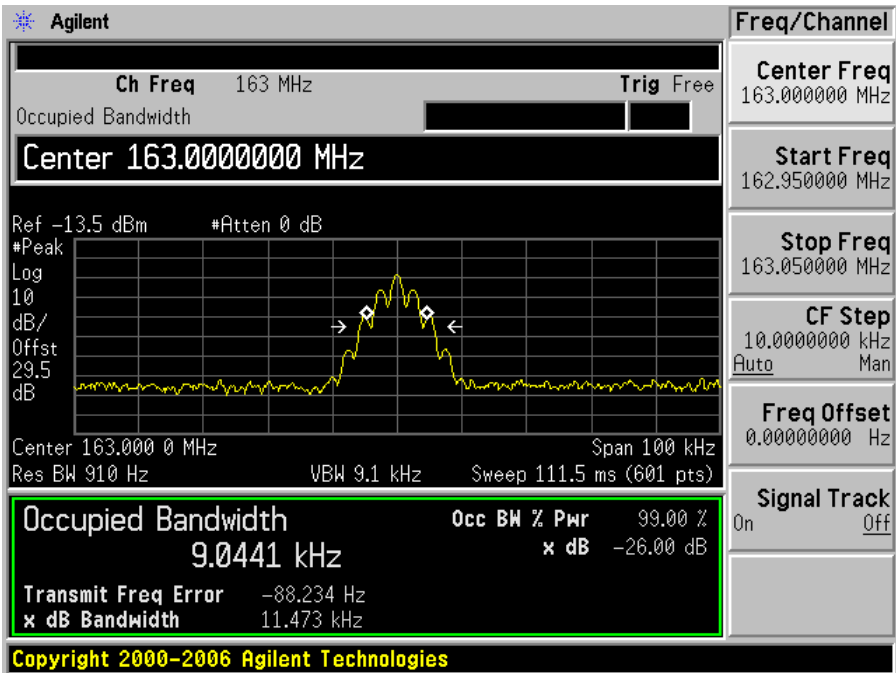 Agilent
Freq/Channel
Ch Freq 163 MHz Trig Free
Occupied Bandwidth
Center 163.0000000 MHz
Ref -13.5 dBm #Atten 0 dB
#Peak
Log
10
dB/
Offst
29.5
dB
Center 163.000 0 MHz Span 100 kHz
Res BW 910 Hz VBW 9.1 kHz Sweep 111.5 ms (601 pts)
Occupied Bandwidth Occ BW % Pwr 99.00 %
9.0441 kHz x dB -26.00 dB
Transmit Freq Error -88.234 Hz
x dB Bandwidth 11.473 kHz
Copyright 2000-2006 Agilent Technologies
Center Freq
163.000000 MHz
Start Freq
162.950000 MHz
Stop Freq
163.050000 MHz
CF Step
10.0000000 kHz
Auto Man
Freq Offset
0.00000000 Hz
Signal Track
On Off